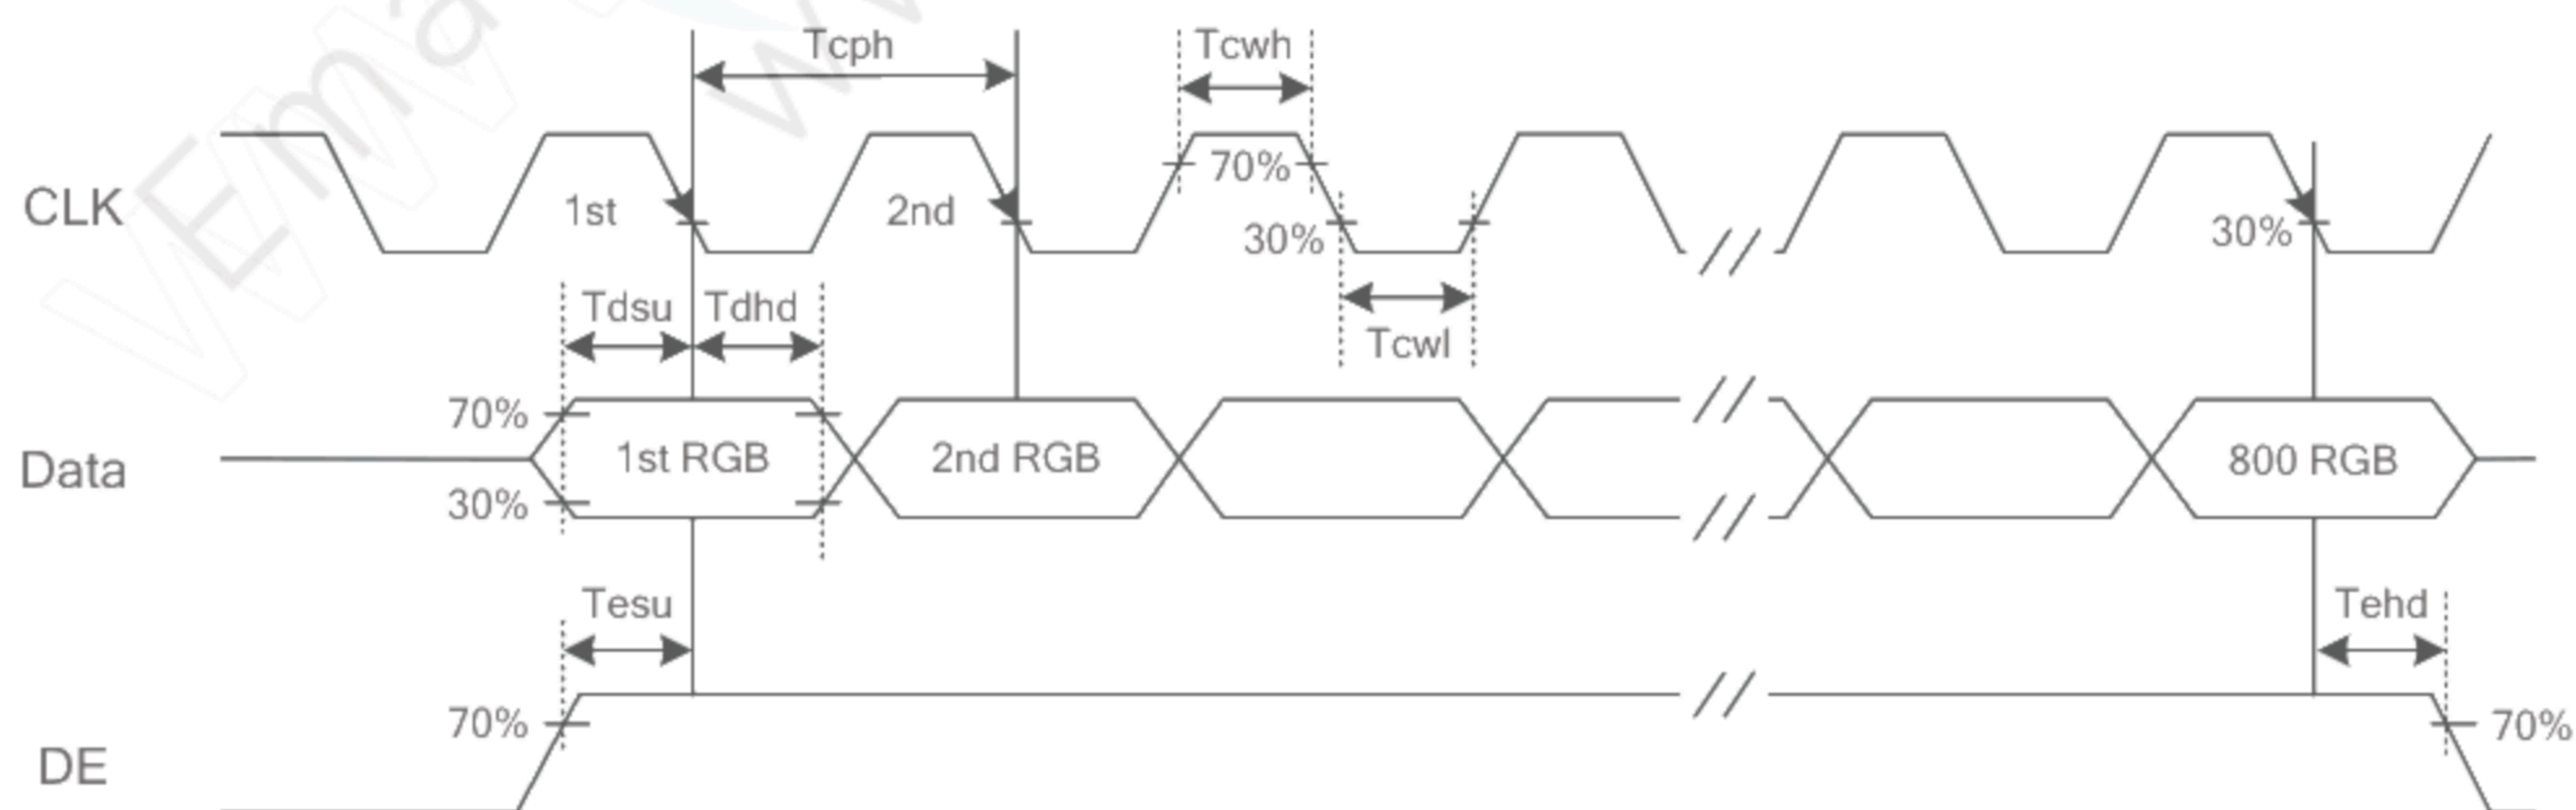 Tcph Tcwh
CLK 1st 2nd 70% 30% 30%
Tdsu Tdhd Tcwl
70%
Data 1st RGB 2nd RGB 800 RGB
30%
Tesu Tehd
70% 70%
DE
Ema